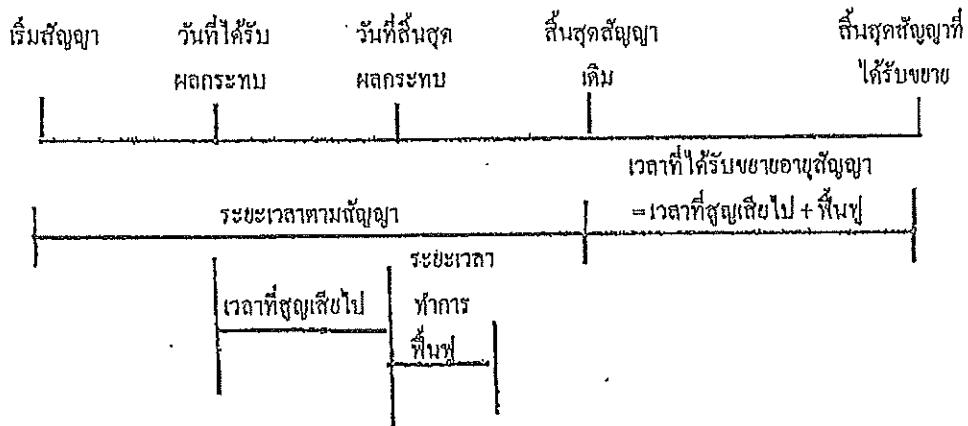 เริ่มสัญญา
วันที่ได้รับ
ผลกระทบ
วันที่สิ้นสุด
ผลกระทบ
สิ้นสุดสัญญา
เดิม
สิ้นสุดสัญญาที่
ได้รับขยาย
เวลาที่ได้รับขยายอายุสัญญา
=เวลาที่สูญเสียไป + ฟื้นฟู
ระยะเวลาตามสัญญา
เวลาที่สูญเสียไป
ระยะเวลา
ทำการ
ฟื้นฟู